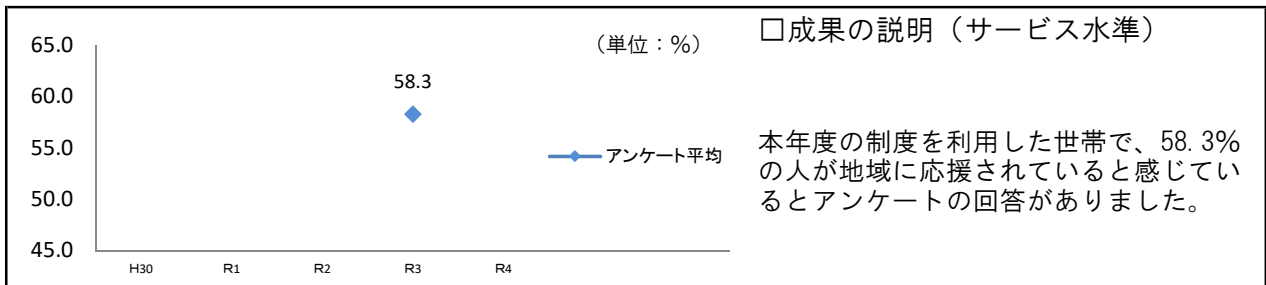 65.0
60.0
55.0
50.0
45.0
（単位：％）
58.3
アンケート平均
H30
R1
R2
R3
R4
□成果の説明（サービス水準）
本年度の制度を利用した世帯で、58.3%
の人が地域に応援されていると感じてい
るとアンケートの回答がありました。